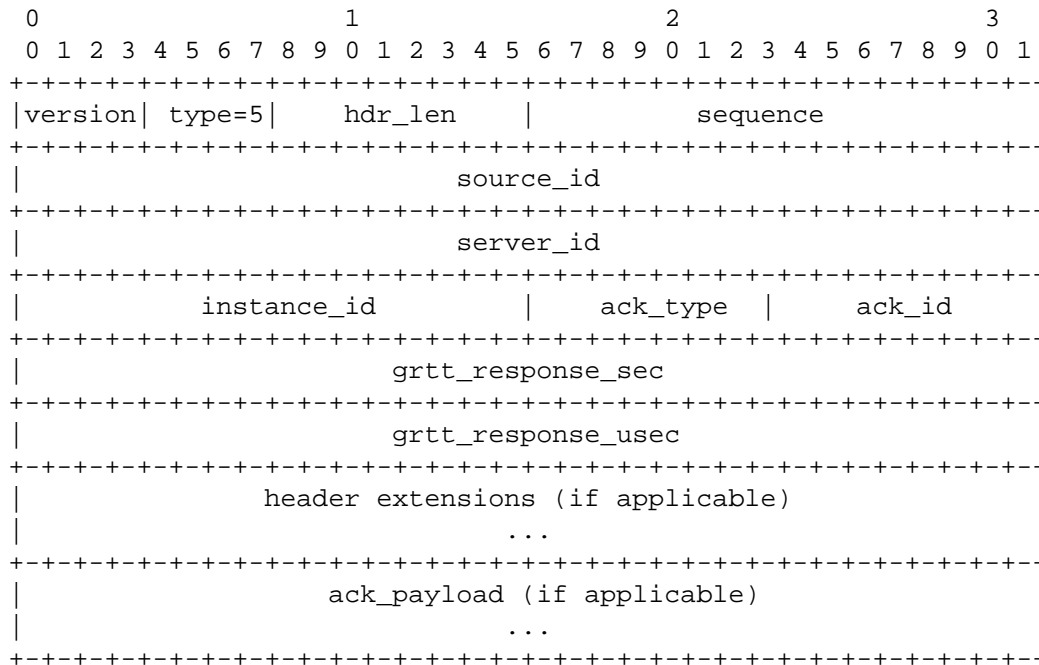 0                   1                   2                   3
 0 1 2 3 4 5 6 7 8 9 0 1 2 3 4 5 6 7 8 9 0 1 2 3 4 5 6 7 8 9 0 1
+-+-+-+-+-+-+-+-+-+-+-+-+-+-+-+-+-+-+-+-+-+-+-+-+-+-+-+-+-+-+-+--
|version| type=5|    hdr_len    |          sequence
+-+-+-+-+-+-+-+-+-+-+-+-+-+-+-+-+-+-+-+-+-+-+-+-+-+-+-+-+-+-+-+--
|                           source_id
+-+-+-+-+-+-+-+-+-+-+-+-+-+-+-+-+-+-+-+-+-+-+-+-+-+-+-+-+-+-+-+--
|                           server_id
+-+-+-+-+-+-+-+-+-+-+-+-+-+-+-+-+-+-+-+-+-+-+-+-+-+-+-+-+-+-+-+--
|           instance_id         |    ack_type  |     ack_id
+-+-+-+-+-+-+-+-+-+-+-+-+-+-+-+-+-+-+-+-+-+-+-+-+-+-+-+-+-+-+-+--
|                       grtt_response_sec
+-+-+-+-+-+-+-+-+-+-+-+-+-+-+-+-+-+-+-+-+-+-+-+-+-+-+-+-+-+-+-+--
|                       grtt_response_usec
+-+-+-+-+-+-+-+-+-+-+-+-+-+-+-+-+-+-+-+-+-+-+-+-+-+-+-+-+-+-+-+--
|               header extensions (if applicable)
|                              ...
+-+-+-+-+-+-+-+-+-+-+-+-+-+-+-+-+-+-+-+-+-+-+-+-+-+-+-+-+-+-+-+--
|                   ack_payload (if applicable)
|                              ...
+-+-+-+-+-+-+-+-+-+-+-+-+-+-+-+-+-+-+-+-+-+-+-+-+-+-+-+-+-+-+-+--